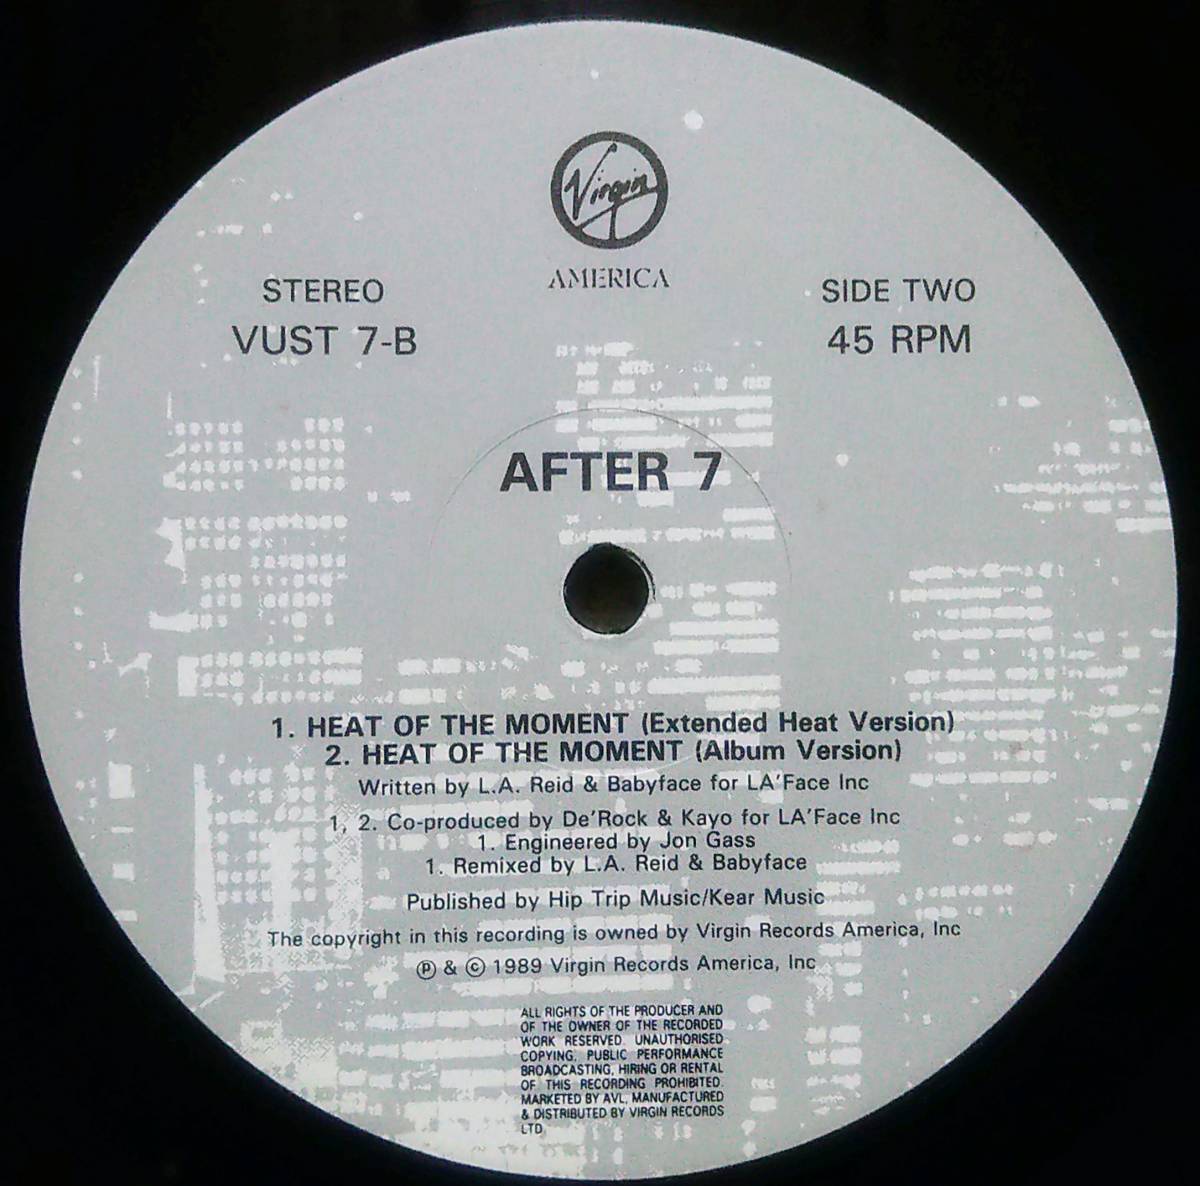 Virgin
AMERICA
STEREO
SIDE TWO
VUST 7-B
45 RPM
AFTER 7
1. HEAT OF THE MOMENT (Extended Heat Version)
2. HEAT OF THE MOMENT (Album Version)
Written by L.A. Reid & Babyface for LA'Face Inc
1, 2. Co-produced by De'Rock & Kayo for LA'Face Inc
1. Engineered by Jon Gass
1. Remixed by L.A. Reid & Babyface
Published by Hip Trip Music/Kear Music
The copyright in this recording is owned by Virgin Records America, Inc
℗ & © 1989 Virgin Records America, Inc
ALL RIGHTS OF THE PRODUCER AND
OF THE OWNER OF THE RECORDED
WORK RESERVED. UNAUTHORISED
COPYING, PUBLIC PERFORMANCE
BROADCASTING, HIRING OR RENTAL
OF THIS RECORDING PROHIBITED.
MARKETED BY AVL, MANUFACTURED
& DISTRIBUTED BY VIRGIN RECORDS
LTD.